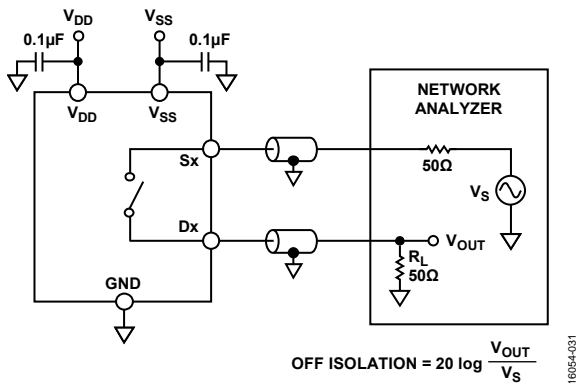 VDD
VSS
0.1µF
0.1µF
VDD
VSS
NETWORK
ANALYZER
Sx
50Ω
VS
Dx
VOUT
RL
50Ω
GND
OFF ISOLATION = 20 log VOUT / VS
16054-031